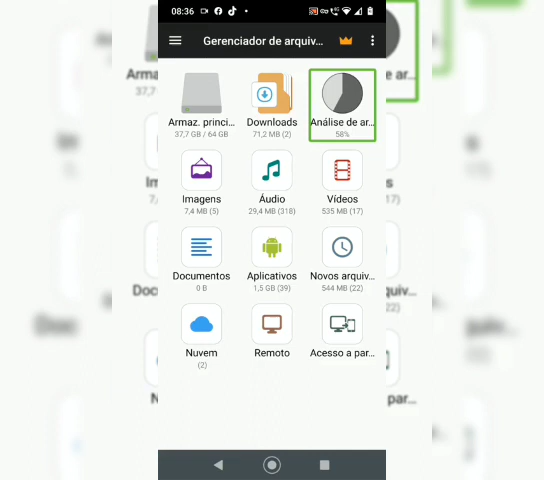 08:36
Gerenciador de arquiv...
Armaz. princi...
Downloads
Análise de ar...
37,7 GB / 64 GB
71,2 MB (2)
58%
Imagens
Áudio
Vídeos
7,4 MB (5)
29,4 MB (318)
535 MB (17)
Documentos
Aplicativos
Novos arquiv...
0 B
1,5 GB (39)
544 MB (22)
Nuvem
Remoto
Acesso a par...
(2)